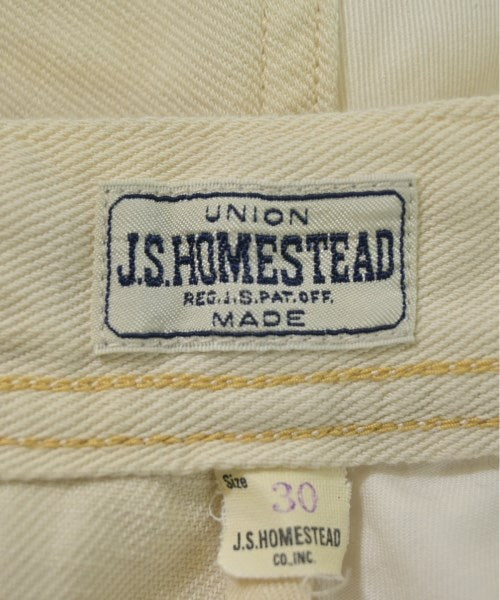 UNION
J.S.HOMESTEAD
REG.J.S.PAT.OFF.
MADE
Size
30
J.S.HOMESTEAD
CO.,INC.